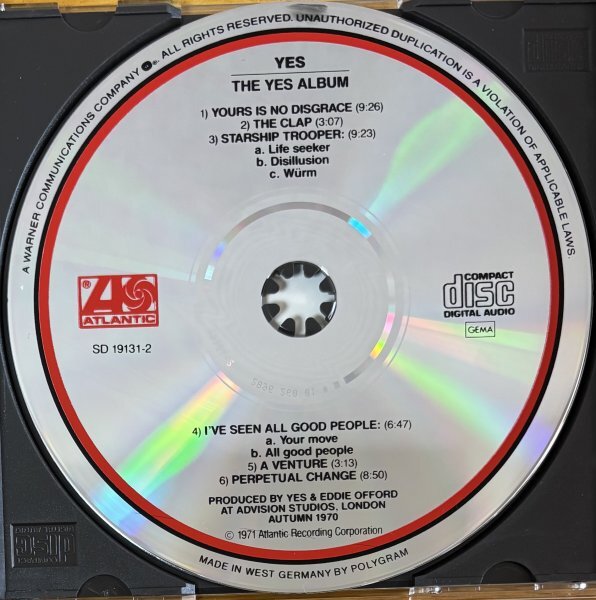 A WARNER COMMUNICATIONS COMPANY. ALL RIGHTS RESERVED. UNAUTHORIZED DUPLICATION IS A VIOLATION OF APPLICABLE LAWS.
YES
THE YES ALBUM
1) YOURS IS NO DISGRACE (9:26)
2) THE CLAP (3:07)
3) STARSHIP TROOPER: (9:23)
a. Life seeker
b. Disillusion
c. Würm
®
ATLANTIC
SD 19131-2
COMPACT
disc
DIGITAL AUDIO
GEMA
4) I'VE SEEN ALL GOOD PEOPLE: (6:47)
a. Your move
b. All good people
5) A VENTURE (3:13)
6) PERPETUAL CHANGE (8:50)
PRODUCED BY YES & EDDIE OFFORD
AT ADVISION STUDIOS, LONDON
AUTUMN 1970
© 1971 Atlantic Recording Corporation
MADE IN WEST GERMANY BY POLYGRAM